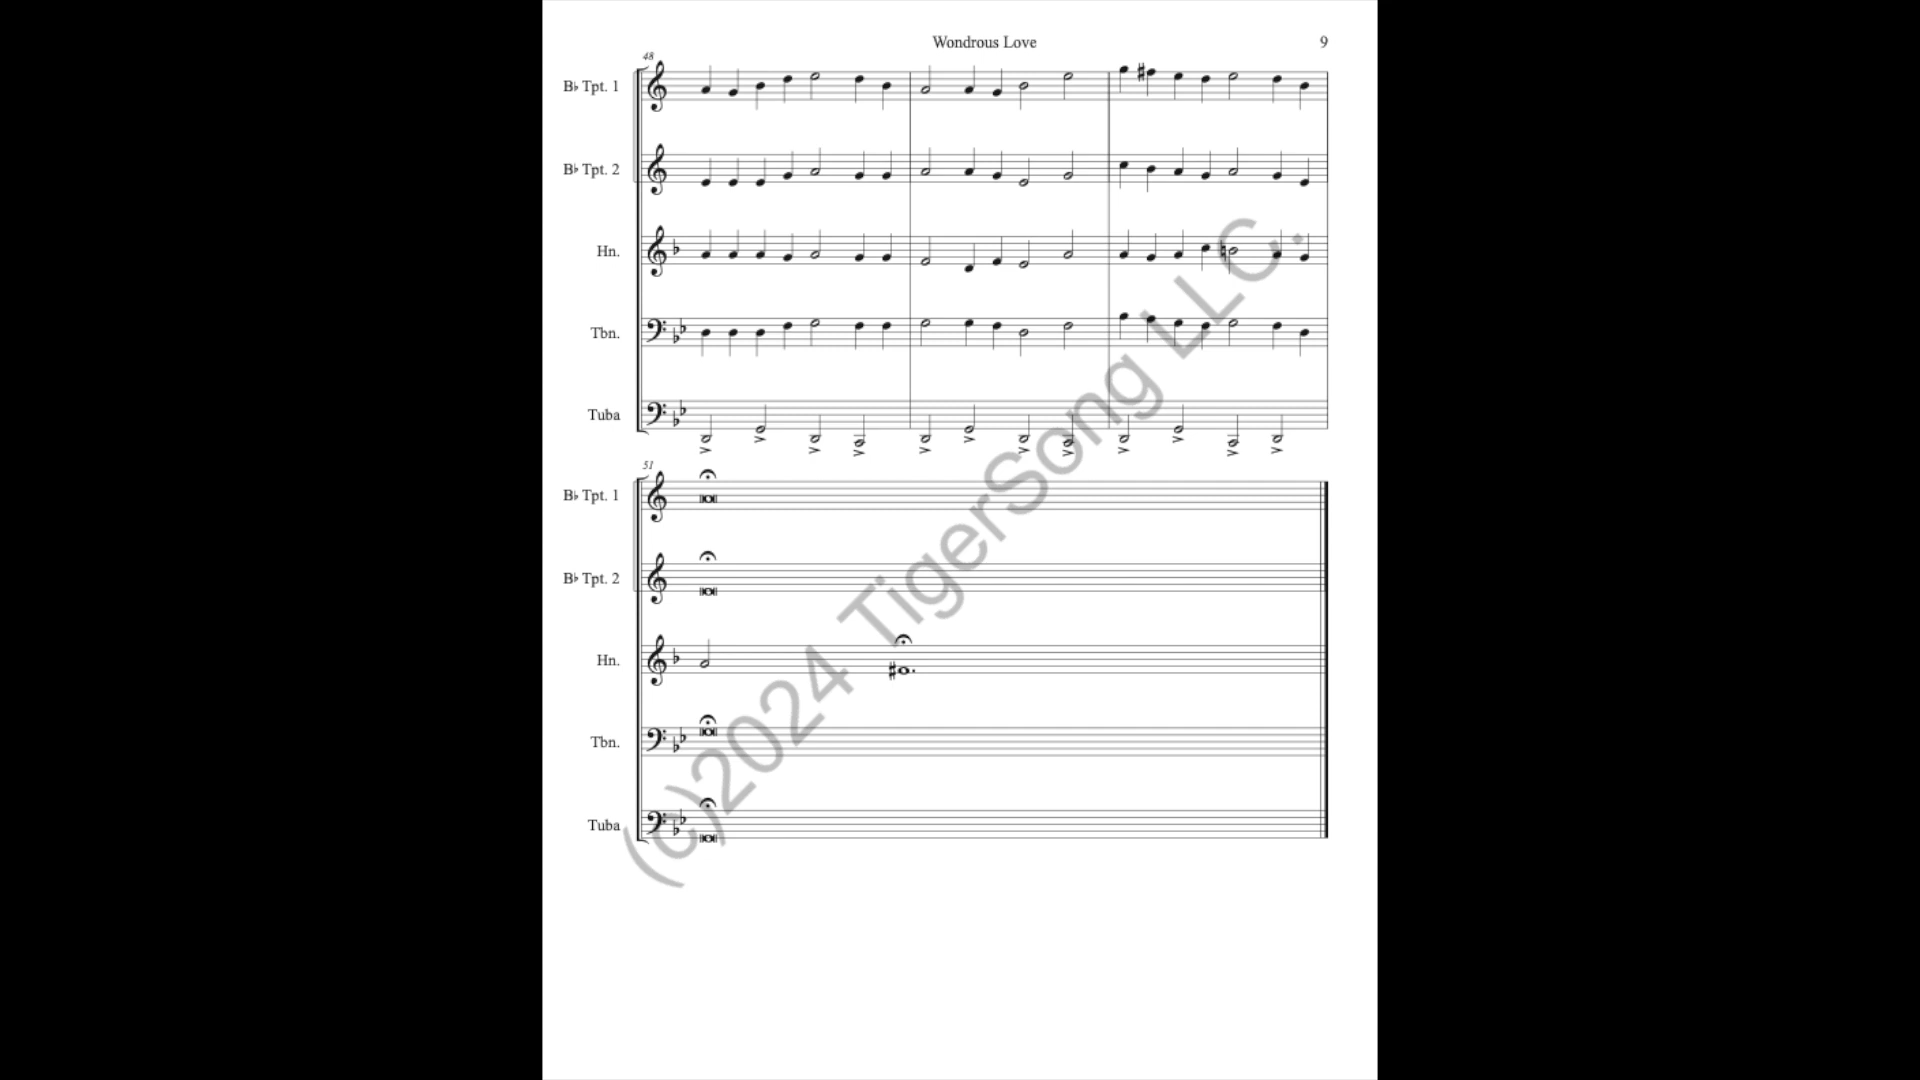 Wondrous Love
9
48
B♭ Tpt. 1
B♭ Tpt. 2
Hn.
Tbn.
Tuba
51
B♭ Tpt. 1
B♭ Tpt. 2
Hn.
Tbn.
Tuba
(c)2024 TigerSong LLC.